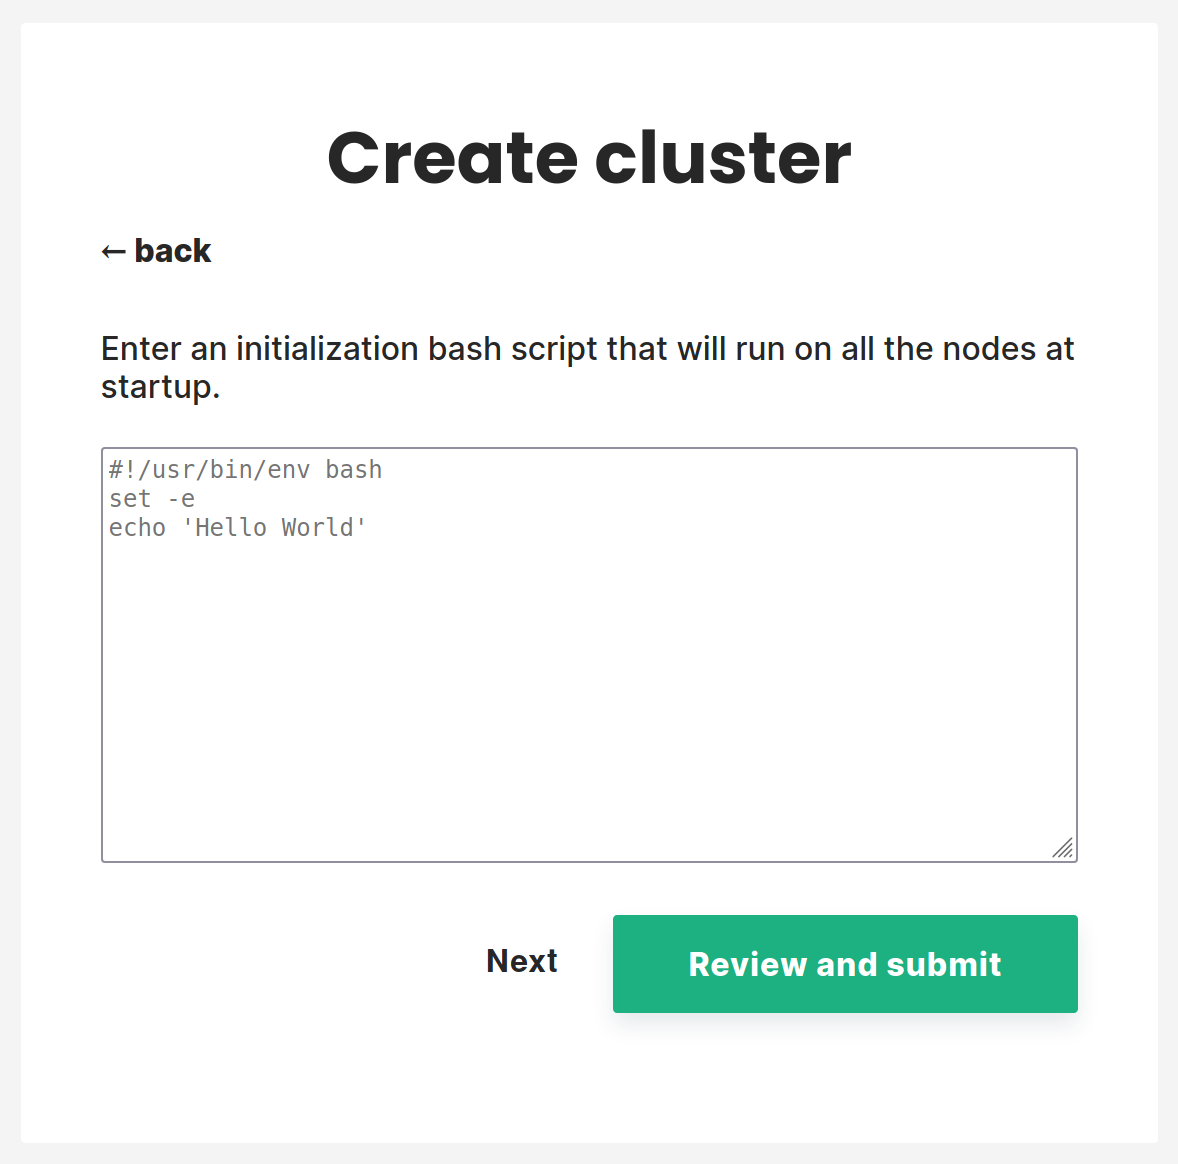 Create cluster
← back
Enter an initialization bash script that will run on all the nodes at
startup.
#!/usr/bin/env bash
set -e
echo 'Hello World'
Next
Review and submit